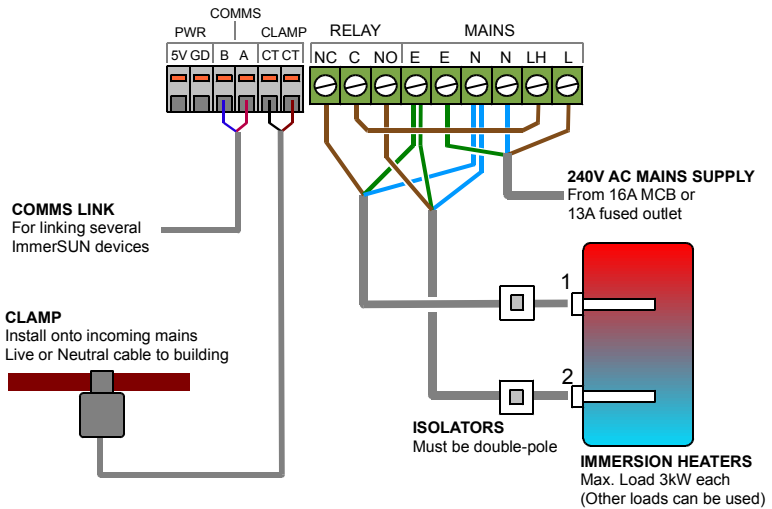 COMMS
PWR CLAMP
5V GD B A CT CT
RELAY MAINS
NC C NO E E N N LH L
240V AC MAINS SUPPLY
From 16A MCB or
13A fused outlet
COMMS LINK
For linking several
ImmerSUN devices
1
CLAMP
Install onto incoming mains
Live or Neutral cable to building
2
ISOLATORS
Must be double-pole
IMMERSION HEATERS
Max. Load 3kW each
(Other loads can be used)